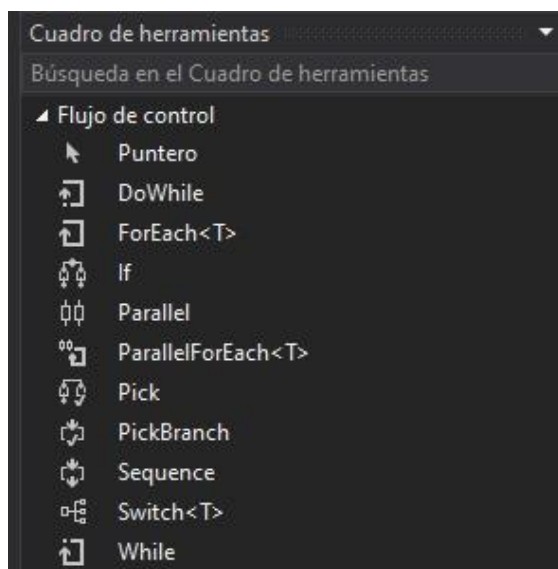 Cuadro de herramientas
Búsqueda en el Cuadro de herramientas
Flujo de control
Puntero
DoWhile
ForEach<T>
If
Parallel
ParallelForEach<T>
Pick
PickBranch
Sequence
Switch<T>
While